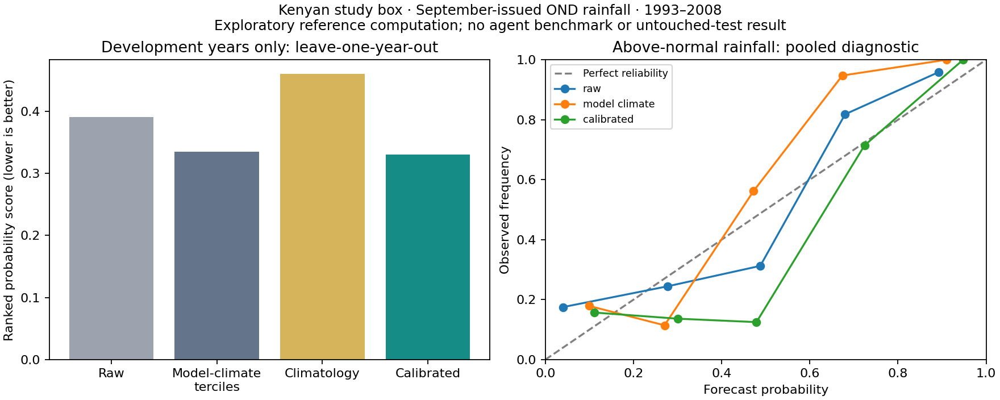 Kenyan study box · September-issued OND rainfall · 1993–2008
Exploratory reference computation; no agent benchmark or untouched-test result
Development years only: leave-one-year-out
Ranked probability score (lower is better)
0.4
0.3
0.2
0.1
0.0
Raw
Model-climate
terciles
Climatology
Calibrated
Above-normal rainfall: pooled diagnostic
Observed frequency
1.0
0.8
0.6
0.4
0.2
0.0
Perfect reliability
raw
model climate
calibrated
0.0
0.2
0.4
0.6
0.8
1.0
Forecast probability